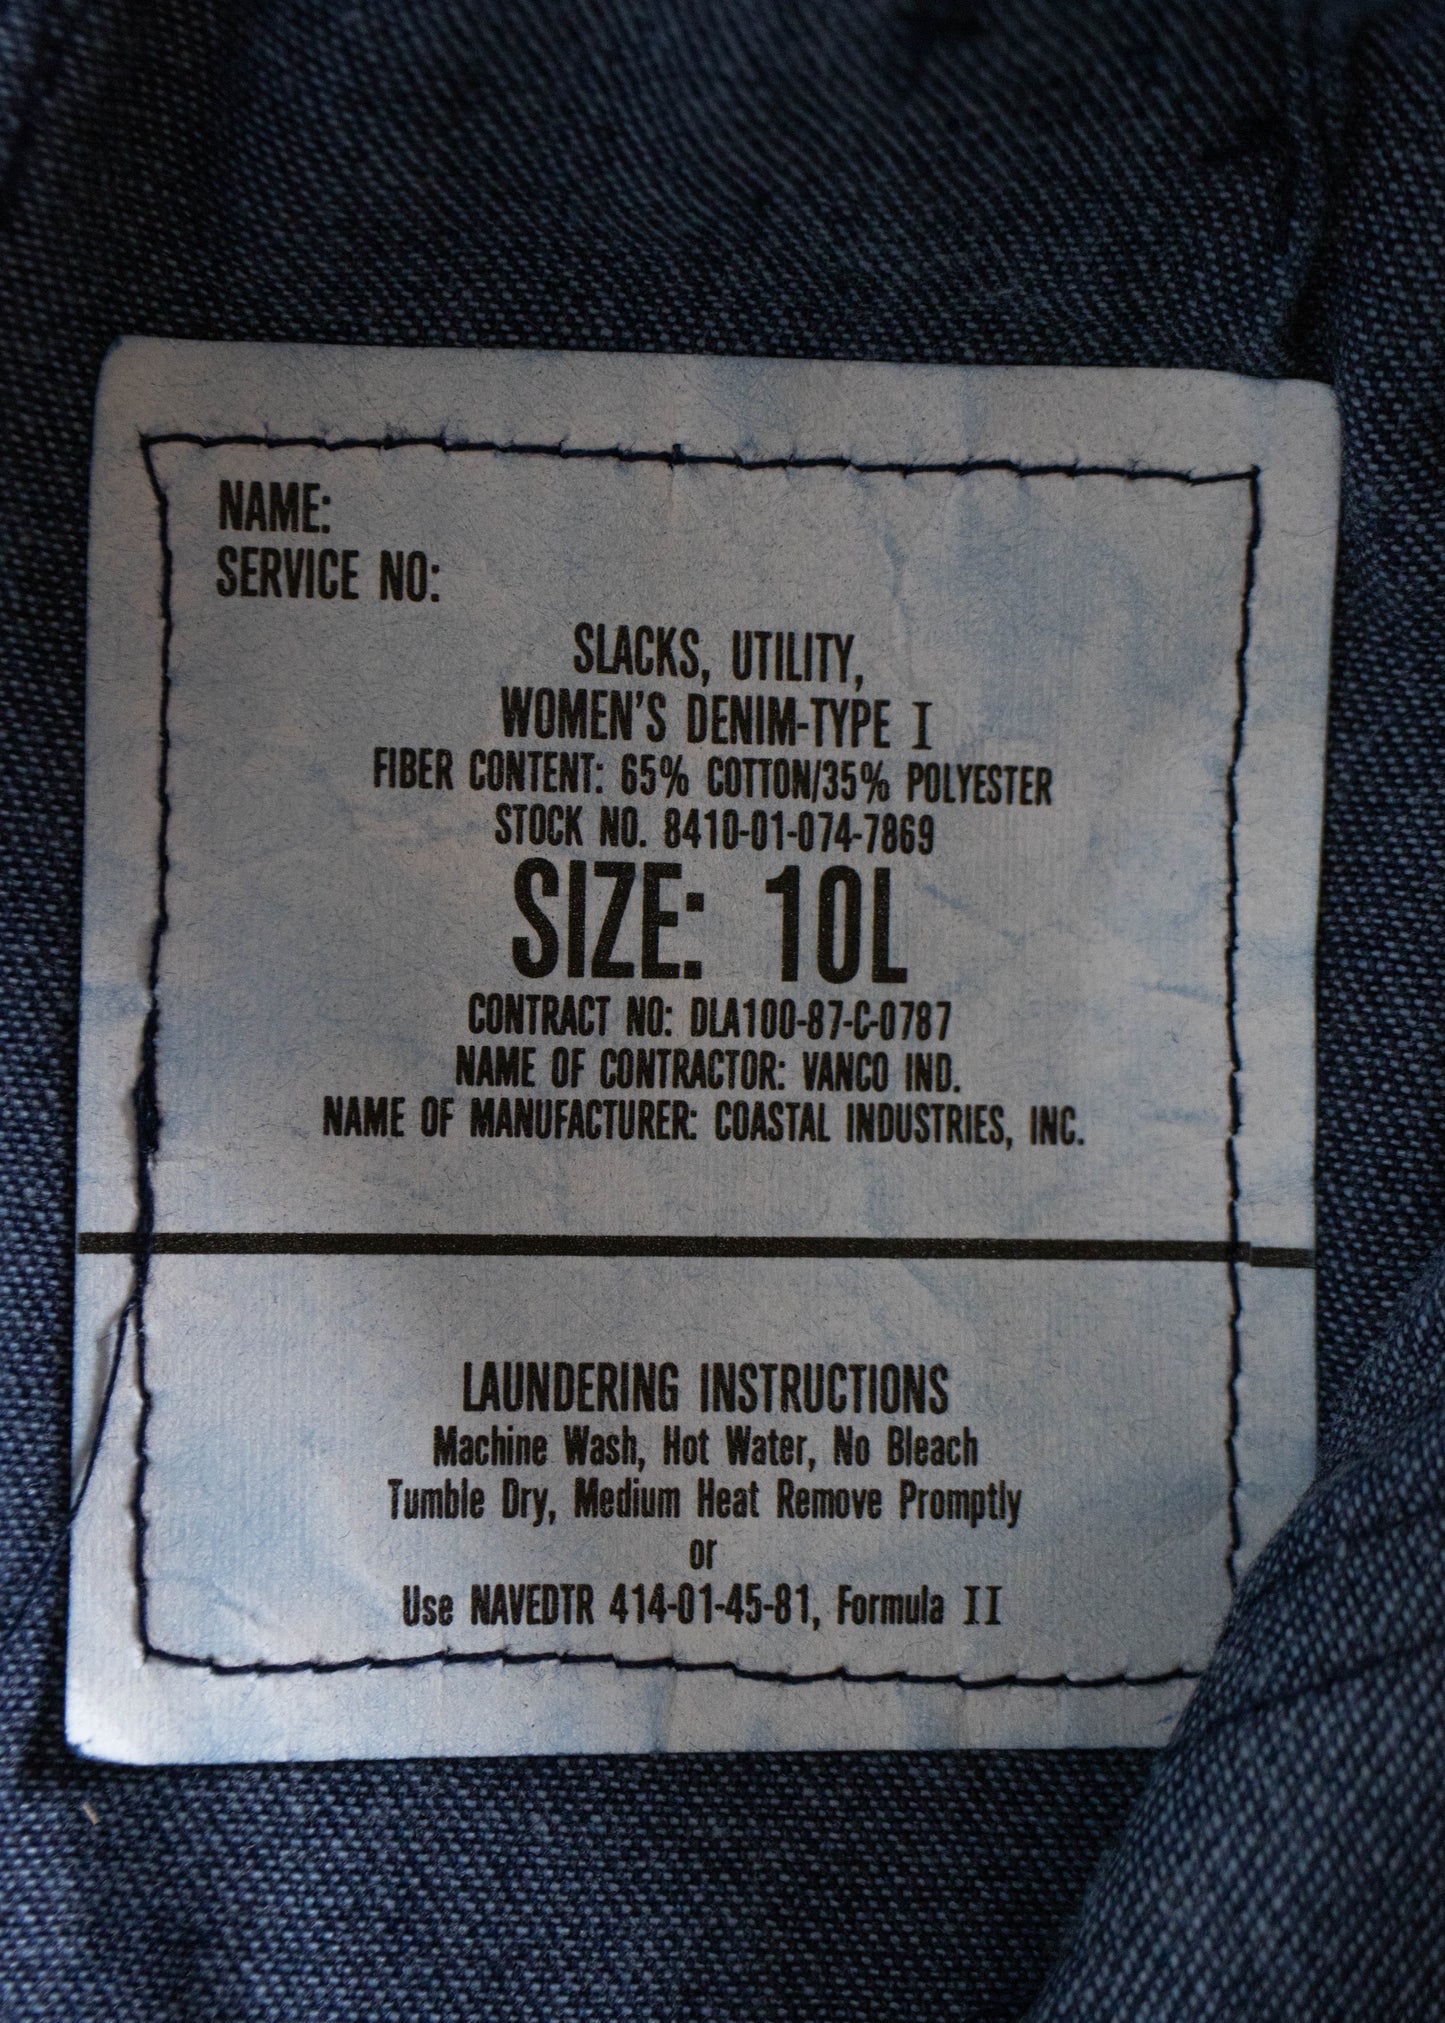 NAME:
SERVICE NO:
SLACKS, UTILITY,
WOMEN'S DENIM-TYPE I
FIBER CONTENT: 65% COTTON/35% POLYESTER
STOCK NO. 8410-01-074-7869
SIZE: 10L
CONTRACT NO: DLA100-87-C-0787
NAME OF CONTRACTOR: VANCO IND.
NAME OF MANUFACTURER: COASTAL INDUSTRIES, INC.
LAUNDERING INSTRUCTIONS
Machine Wash, Hot Water, No Bleach
Tumble Dry, Medium Heat Remove Promptly
or
Use NAVEDTR 414-01-45-81, Formula II